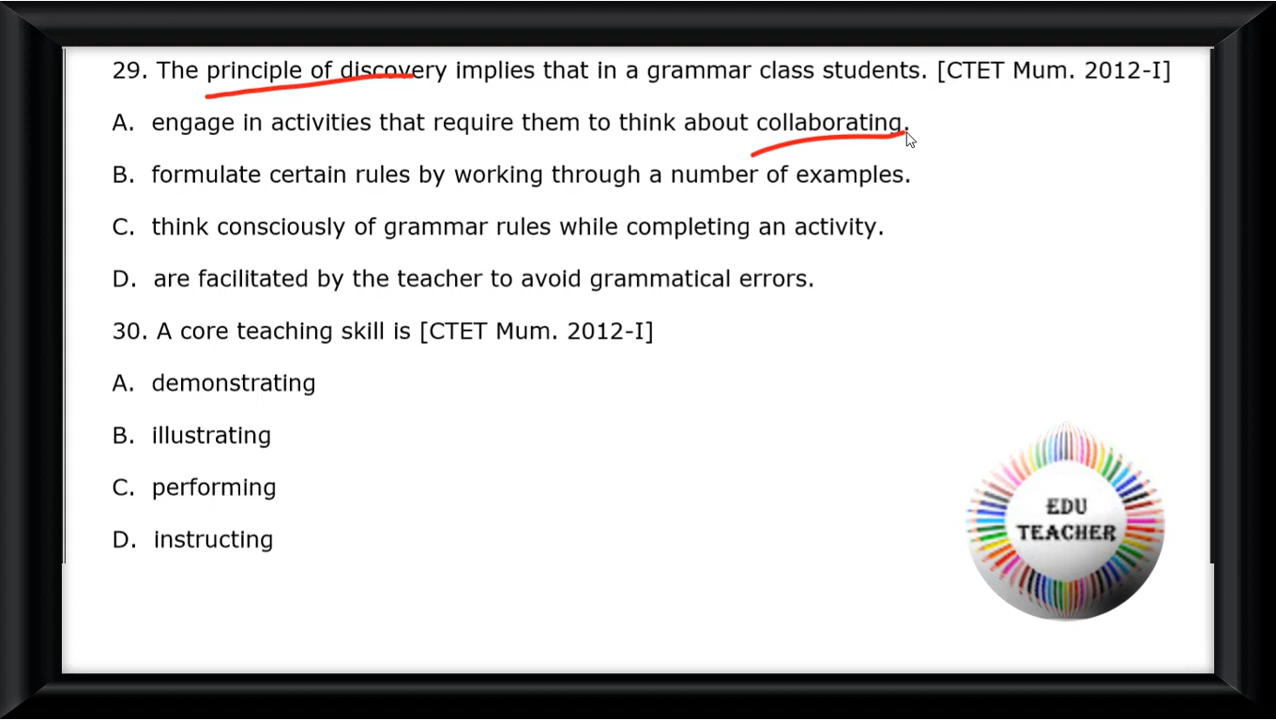 29. The principle of discovery implies that in a grammar class students. [CTET Mum. 2012-I]
A. engage in activities that require them to think about collaborating.
B. formulate certain rules by working through a number of examples.
C. think consciously of grammar rules while completing an activity.
D. are facilitated by the teacher to avoid grammatical errors.
30. A core teaching skill is [CTET Mum. 2012-I]
A. demonstrating
B. illustrating
C. performing
D. instructing
EDU
TEACHER